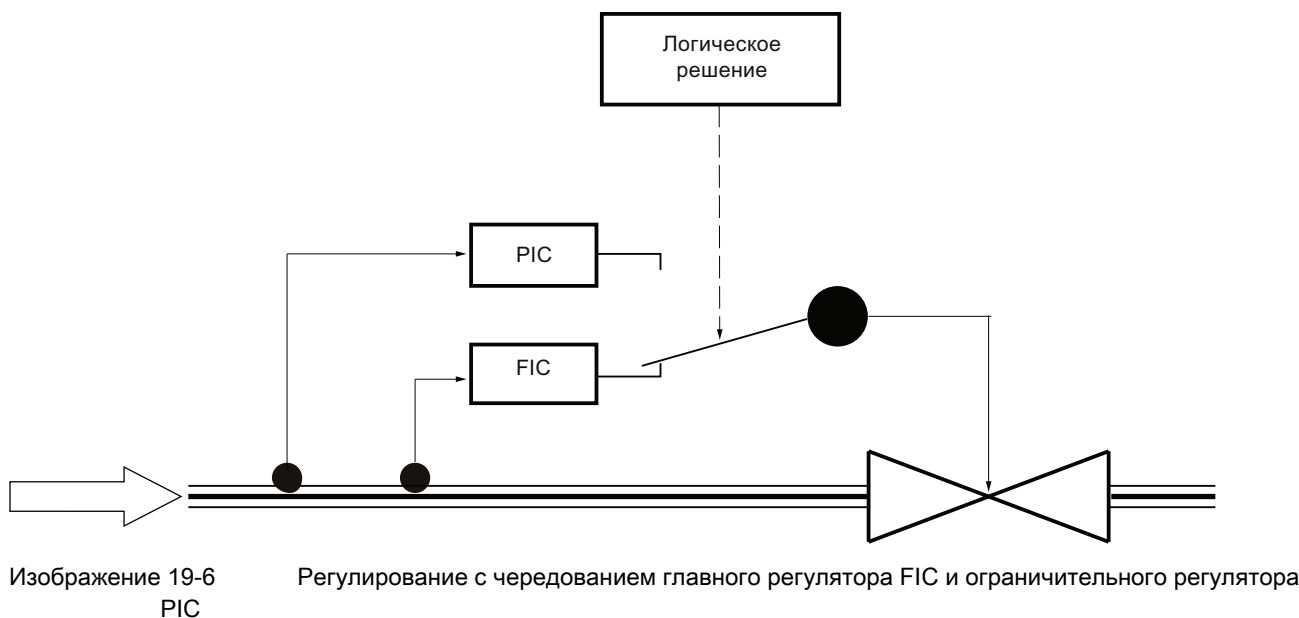 Логическое
решение
PIC
FIC
Изображение 19-6 Регулирование с чередованием главного регулятора FIC и ограничительного регулятора
PIC